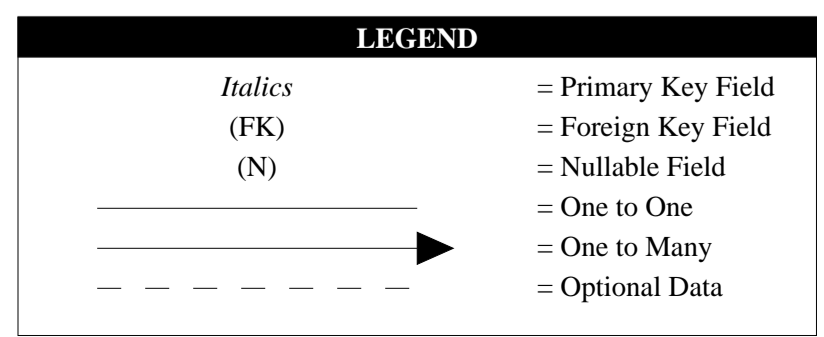 LEGEND
Italics = Primary Key Field
(FK) = Foreign Key Field
(N) = Nullable Field
= One to One
= One to Many
= Optional Data